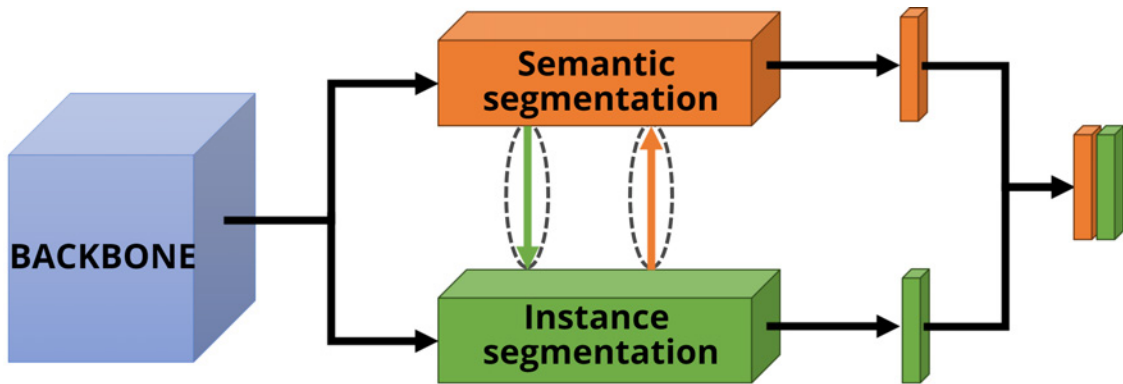 BACKBONE
Semantic
segmentation
Instance
segmentation